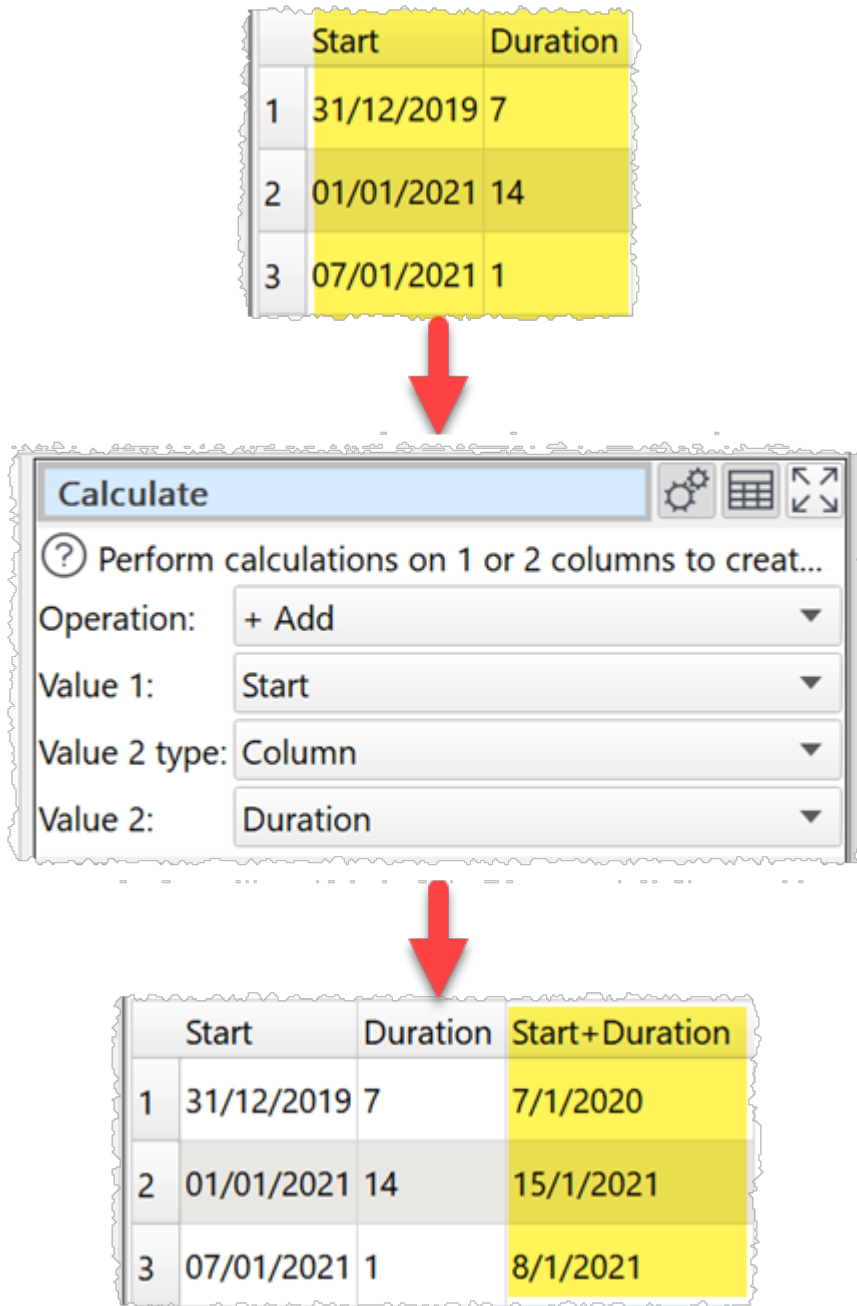 Start Duration
1 31/12/2019 7
2 01/01/2021 14
3 07/01/2021 1
Calculate
? Perform calculations on 1 or 2 columns to creat...
Operation: + Add
Value 1: Start
Value 2 type: Column
Value 2: Duration
Start Duration Start+Duration
1 31/12/2019 7 7/1/2020
2 01/01/2021 14 15/1/2021
3 07/01/2021 1 8/1/2021